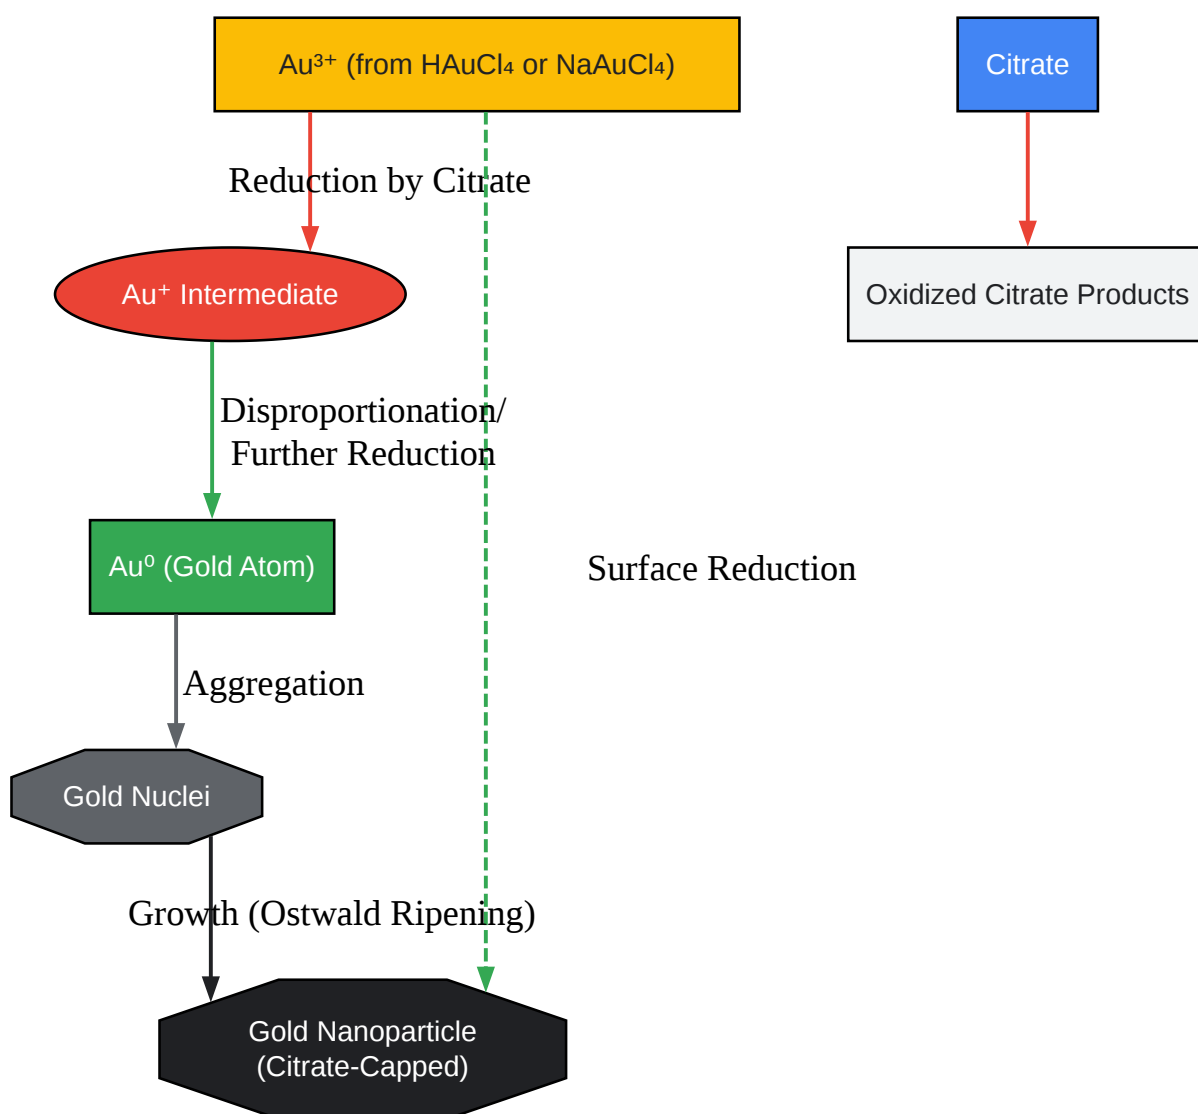 Au³⁺ (from HAuCl₄ or NaAuCl₄)
Citrate
Reduction by Citrate
Au⁺ Intermediate
Oxidized Citrate Products
Disproportionation/
Further Reduction
Au⁰ (Gold Atom)
Surface Reduction
Aggregation
Gold Nuclei
Growth (Ostwald Ripening)
Gold Nanoparticle
(Citrate-Capped)